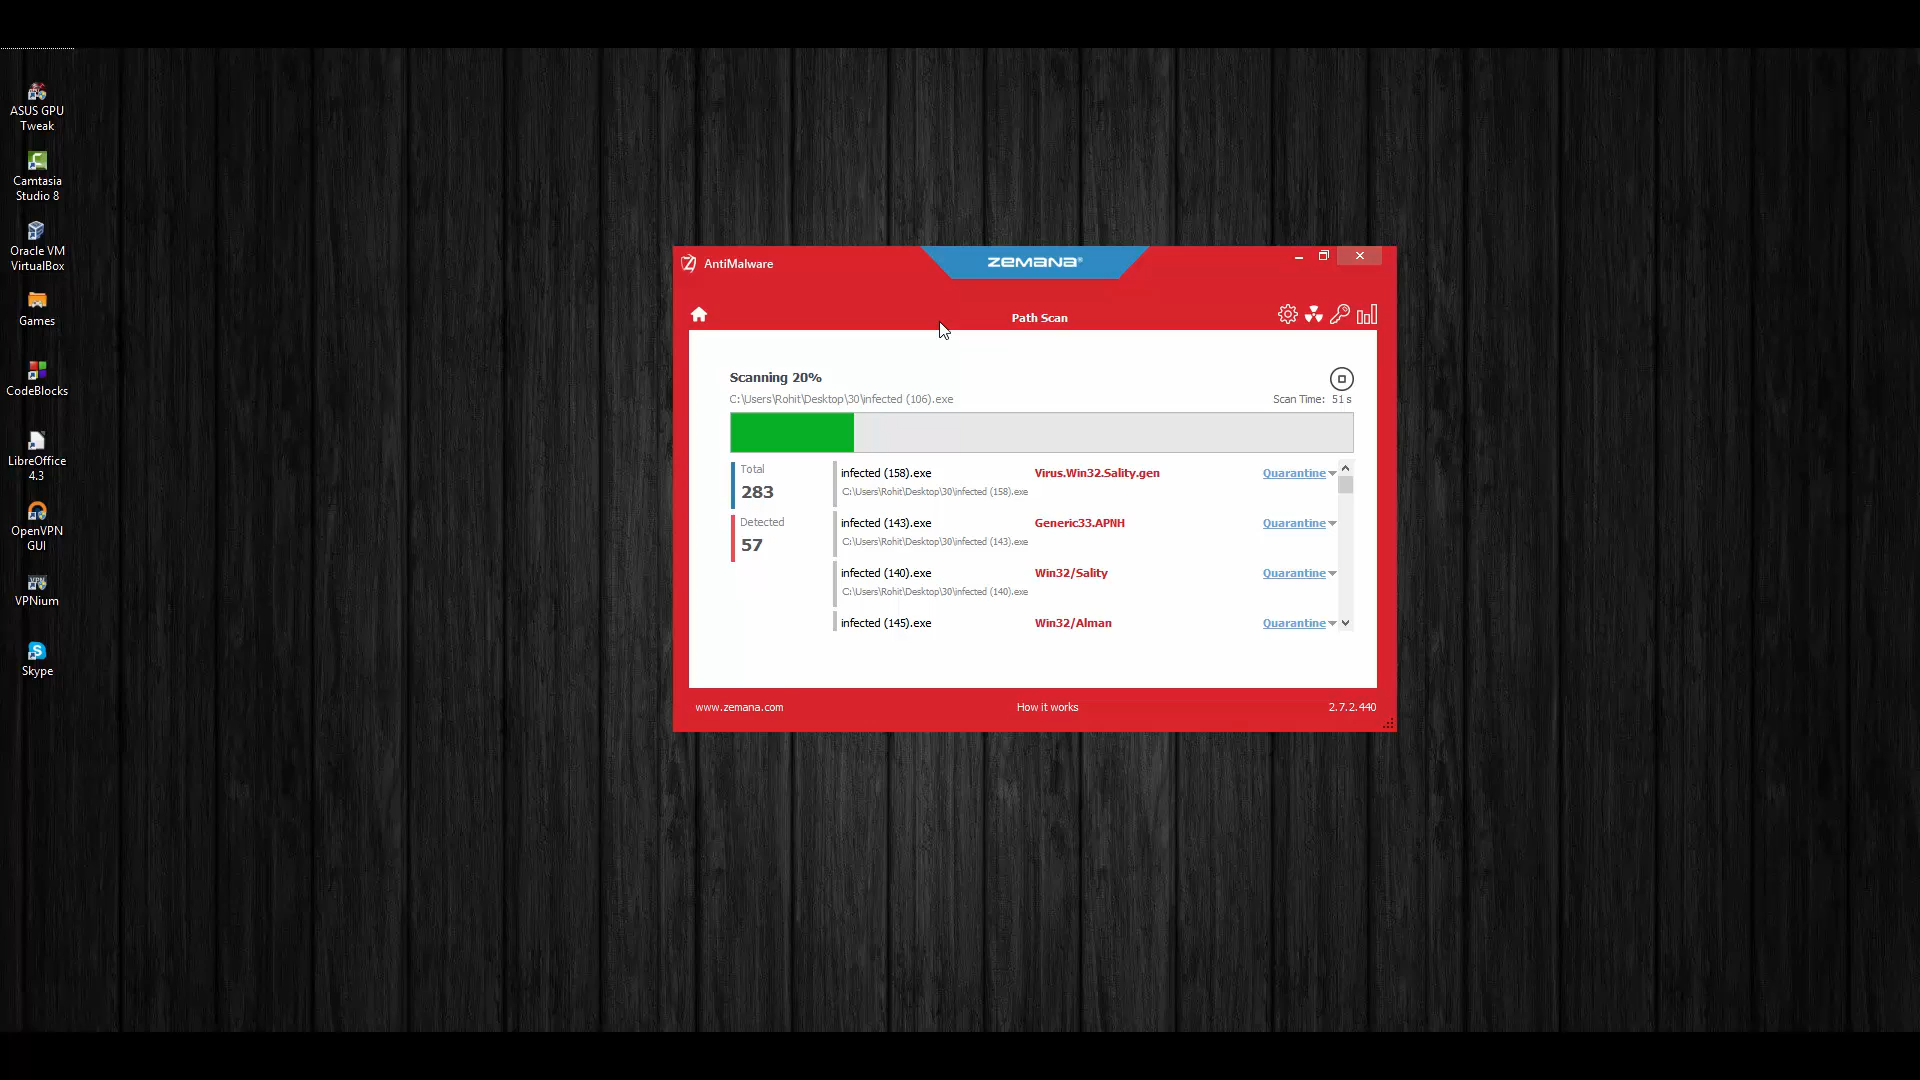 ASUS GPU
Tweak
Camtasia
Studio 8
Oracle VM
VirtualBox
Games
CodeBlocks
LibreOffice
4.3
OpenVPN
GUI
VPN
VPNium
Skype
AntiMalware
ZEMANA®
Path Scan
Scanning 20%
C:\Users\Rohit\Desktop\30\infected (106).exe
Scan Time: 51 s
Total
283
Detected
57
infected (158).exe Virus.Win32.Sality.gen Quarantine
C:\Users\Rohit\Desktop\30\infected (158).exe
infected (143).exe Generic33.APNH Quarantine
C:\Users\Rohit\Desktop\30\infected (143).exe
infected (140).exe Win32/Sality Quarantine
C:\Users\Rohit\Desktop\30\infected (140).exe
infected (145).exe Win32/Alman Quarantine
www.zemana.com How it works 2.7.2.440